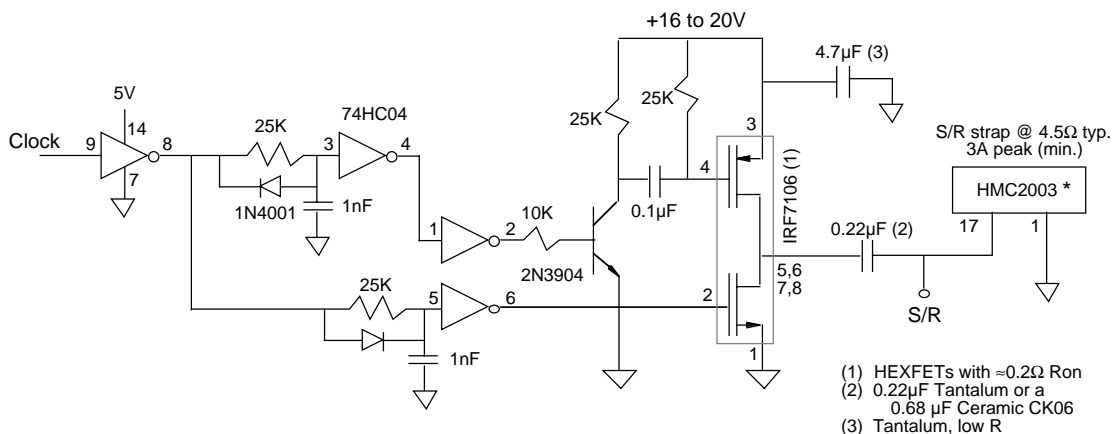 +16 to 20V
4.7µF (3)
5V
74HC04
25K
25K
Clock
9
14
8
25K
3
4
3
S/R strap @ 4.5Ω typ.
3A peak (min.)
7
4
IRF7106 (1)
HMC2003 *
1N4001
1nF
0.1µF
17
1
10K
0.22µF (2)
1
2
5,6
7,8
2N3904
25K
5
6
2
S/R
1nF
1
(1) HEXFETs with ≈0.2Ω Ron
(2) 0.22µF Tantalum or a
0.68 µF Ceramic CK06
(3) Tantalum, low R